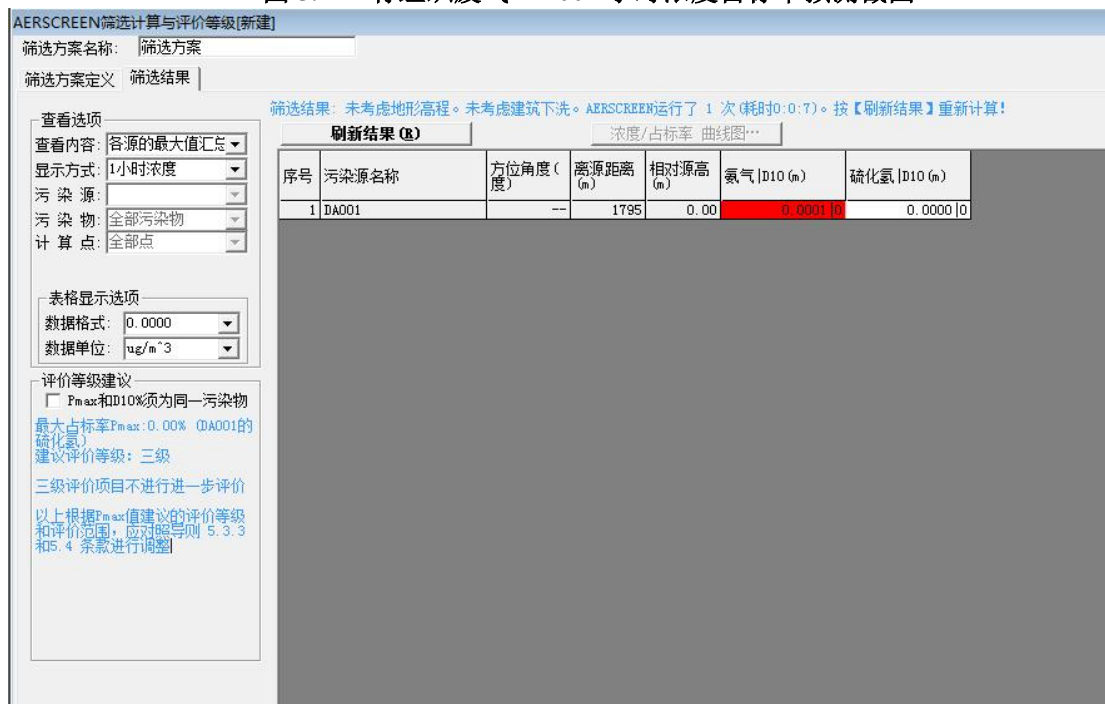 AERSCREEN筛选计算与评价等级[新建]
筛选方案名称: 筛选方案
筛选方案定义 筛选结果
筛选结果: 未考虑地形高程。未考虑建筑下洗。AERSCREEN运行了 1 次(耗时0:0:7)。按【刷新结果】重新计算!
查看选项
查看内容: 各源的最大值汇总
显示方式: 1小时浓度
污 染 源:
污 染 物: 全部污染物
计 算 点: 全部点
刷新结果(R) 浓度/占标率 曲线图…
序号 污染源名称 方位角度(度) 离源距离(m) 相对源高(m) 氨气|D10(m) 硫化氢|D10(m)
1 DA001 -- 1795 0.00 0.0001|0 0.0000|0
表格显示选项
数据格式: 0.0000
数据单位: ug/m^3
评价等级建议
Pmax和D10%须为同一污染物
最大占标率Pmax:0.00% (DA001的
硫化氢)
建议评价等级: 三级
三级评价项目不进行进一步评价
以上根据Pmax值建议的评价等级
和评价范围, 应对照导则 5.3.3
和5.4 条款进行调整